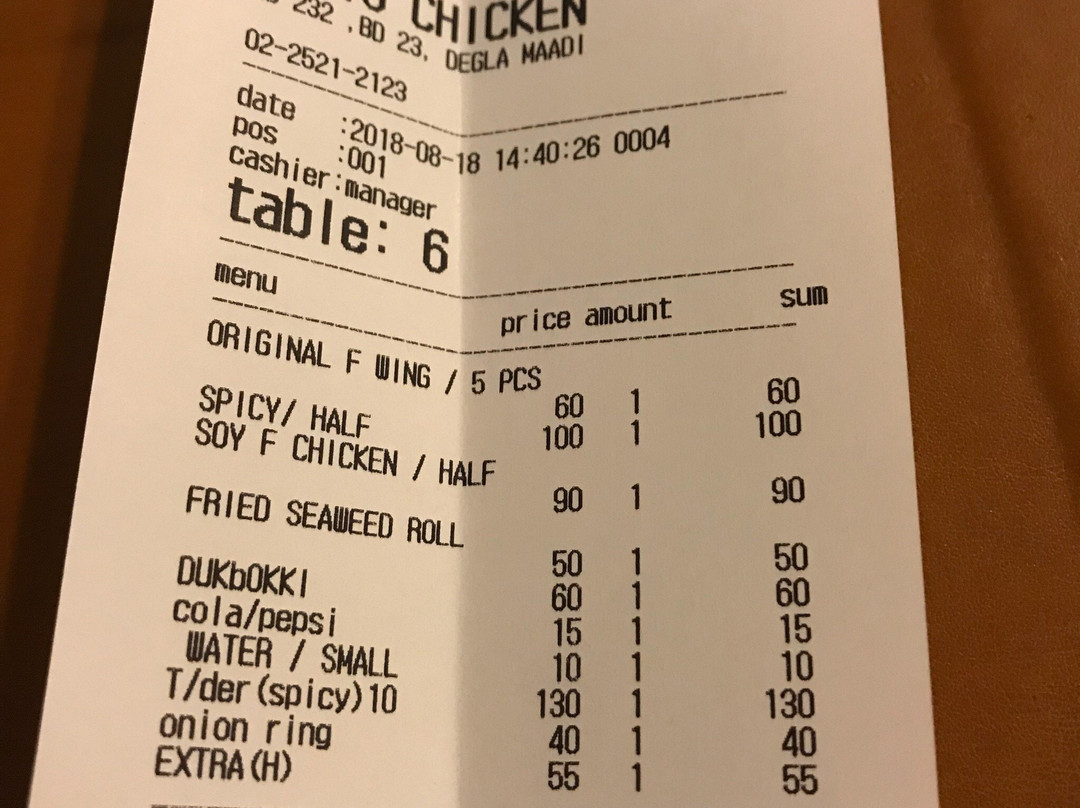 CHICKEN
232 ,BD 23, DEGLA MAADI
02-2521-2123
date :2018-08-18 14:40:26 0004
pos :001
cashier:manager
table: 6
menu price amount sum
ORIGINAL F WING / 5 PCS
60 1 60
SPICY/ HALF 100 1 100
SOY F CHICKEN / HALF
90 1 90
FRIED SEAWEED ROLL
50 1 50
DUKbOKKI 60 1 60
cola/pepsi 15 1 15
WATER / SMALL 10 1 10
T/der(spicy)10 130 1 130
onion ring 40 1 40
EXTRA(H) 55 1 55